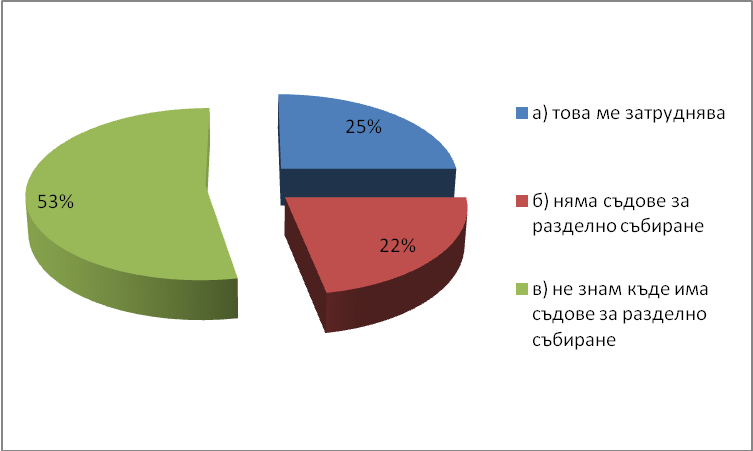 25%
53%
22%
а) това ме затруднява
б) няма съдове за
разделно събиране
в) не знам къде има
съдове за разделно
събиране